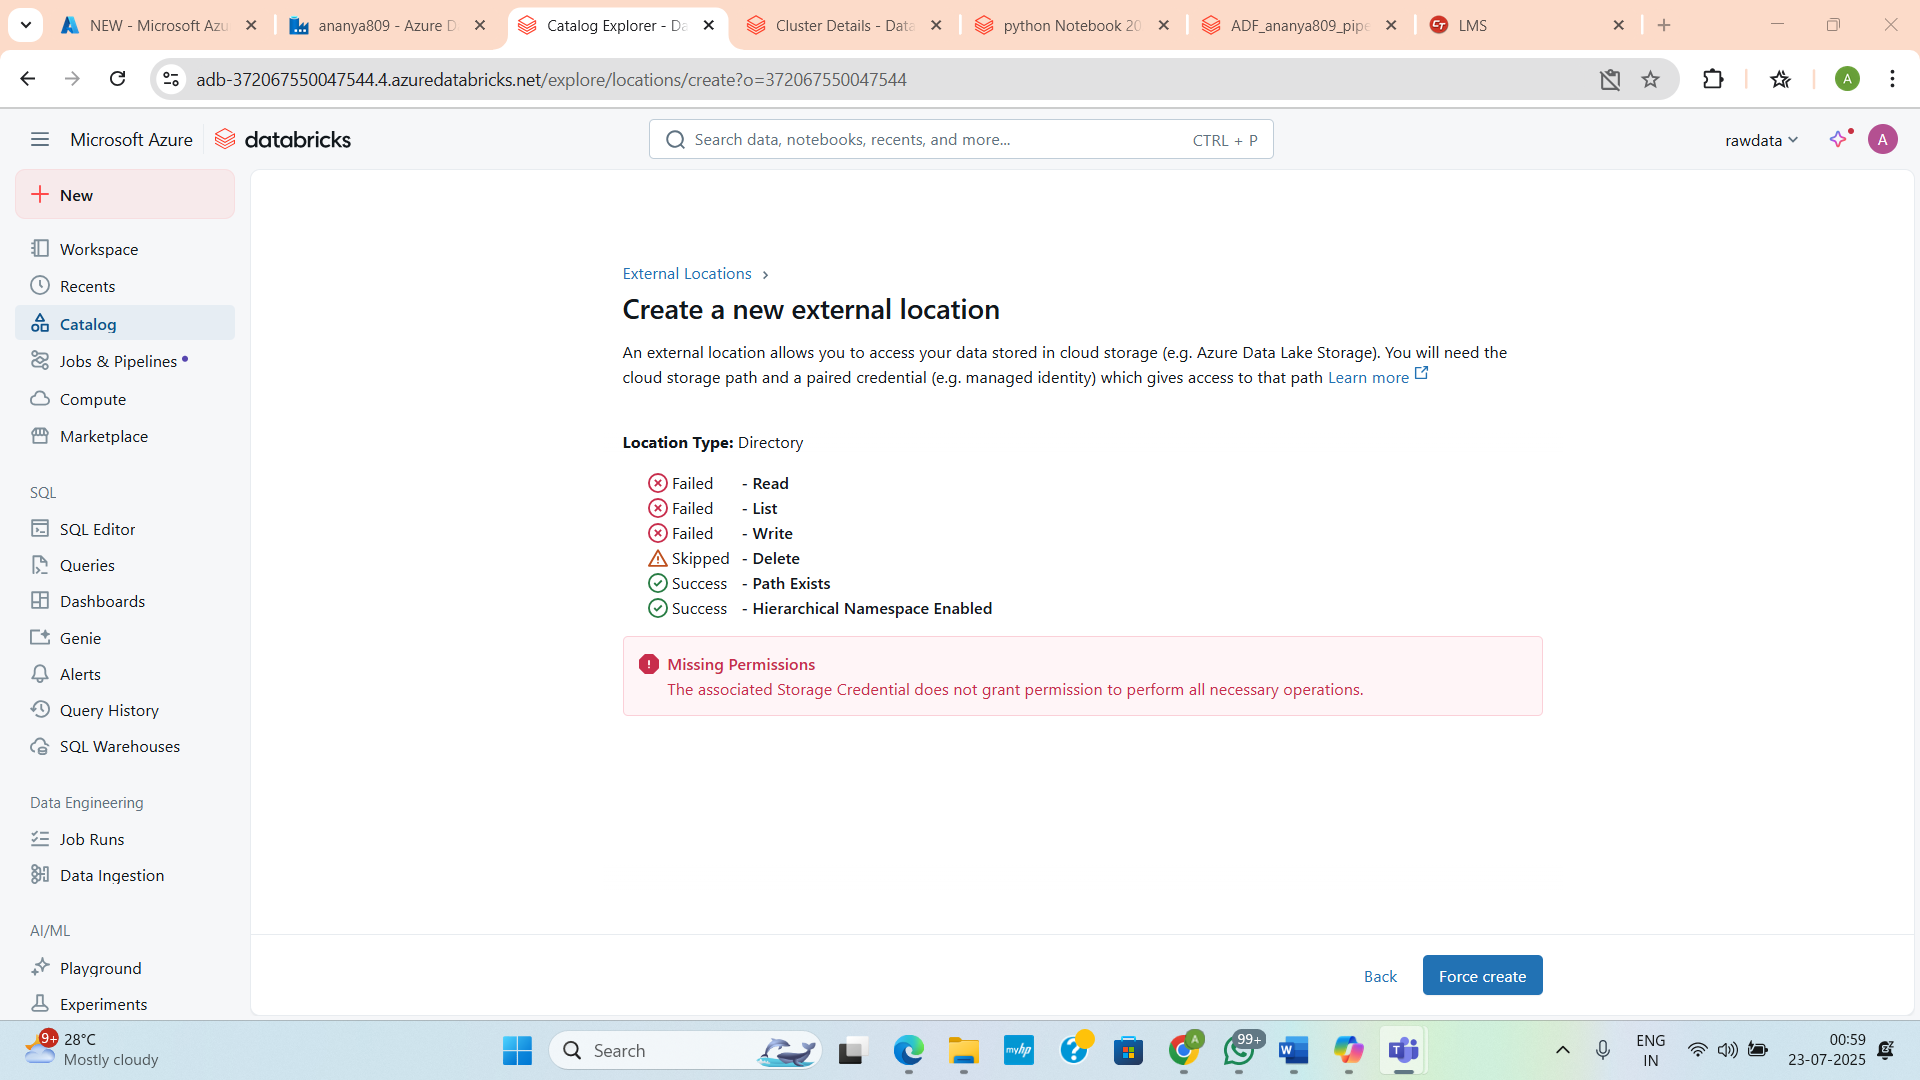 NEW - Microsoft Azu
ananya809 - Azure D
Catalog Explorer - Da
Cluster Details - Data
python Notebook 20
ADF_ananya809_pipe
LMS
adb-372067550047544.4.azuredatabricks.net/explore/locations/create?o=372067550047544
A
Microsoft Azure
databricks
Search data, notebooks, recents, and more...
CTRL + P
rawdata
A
New
Workspace
Recents
Catalog
Jobs & Pipelines
Compute
Marketplace
SQL
SQL Editor
Queries
Dashboards
Genie
Alerts
Query History
SQL Warehouses
Data Engineering
Job Runs
Data Ingestion
AI/ML
Playground
Experiments
External Locations
Create a new external location
An external location allows you to access your data stored in cloud storage (e.g. Azure Data Lake Storage). You will need the
cloud storage path and a paired credential (e.g. managed identity) which gives access to that path Learn more
Location Type: Directory
Failed - Read
Failed - List
Failed - Write
Skipped - Delete
Success - Path Exists
Success - Hierarchical Namespace Enabled
Missing Permissions
The associated Storage Credential does not grant permission to perform all necessary operations.
Back
Force create
9+
28°C
Mostly cloudy
Search
myhp
A
99+
W
T
ENG
IN
00:59
23-07-2025